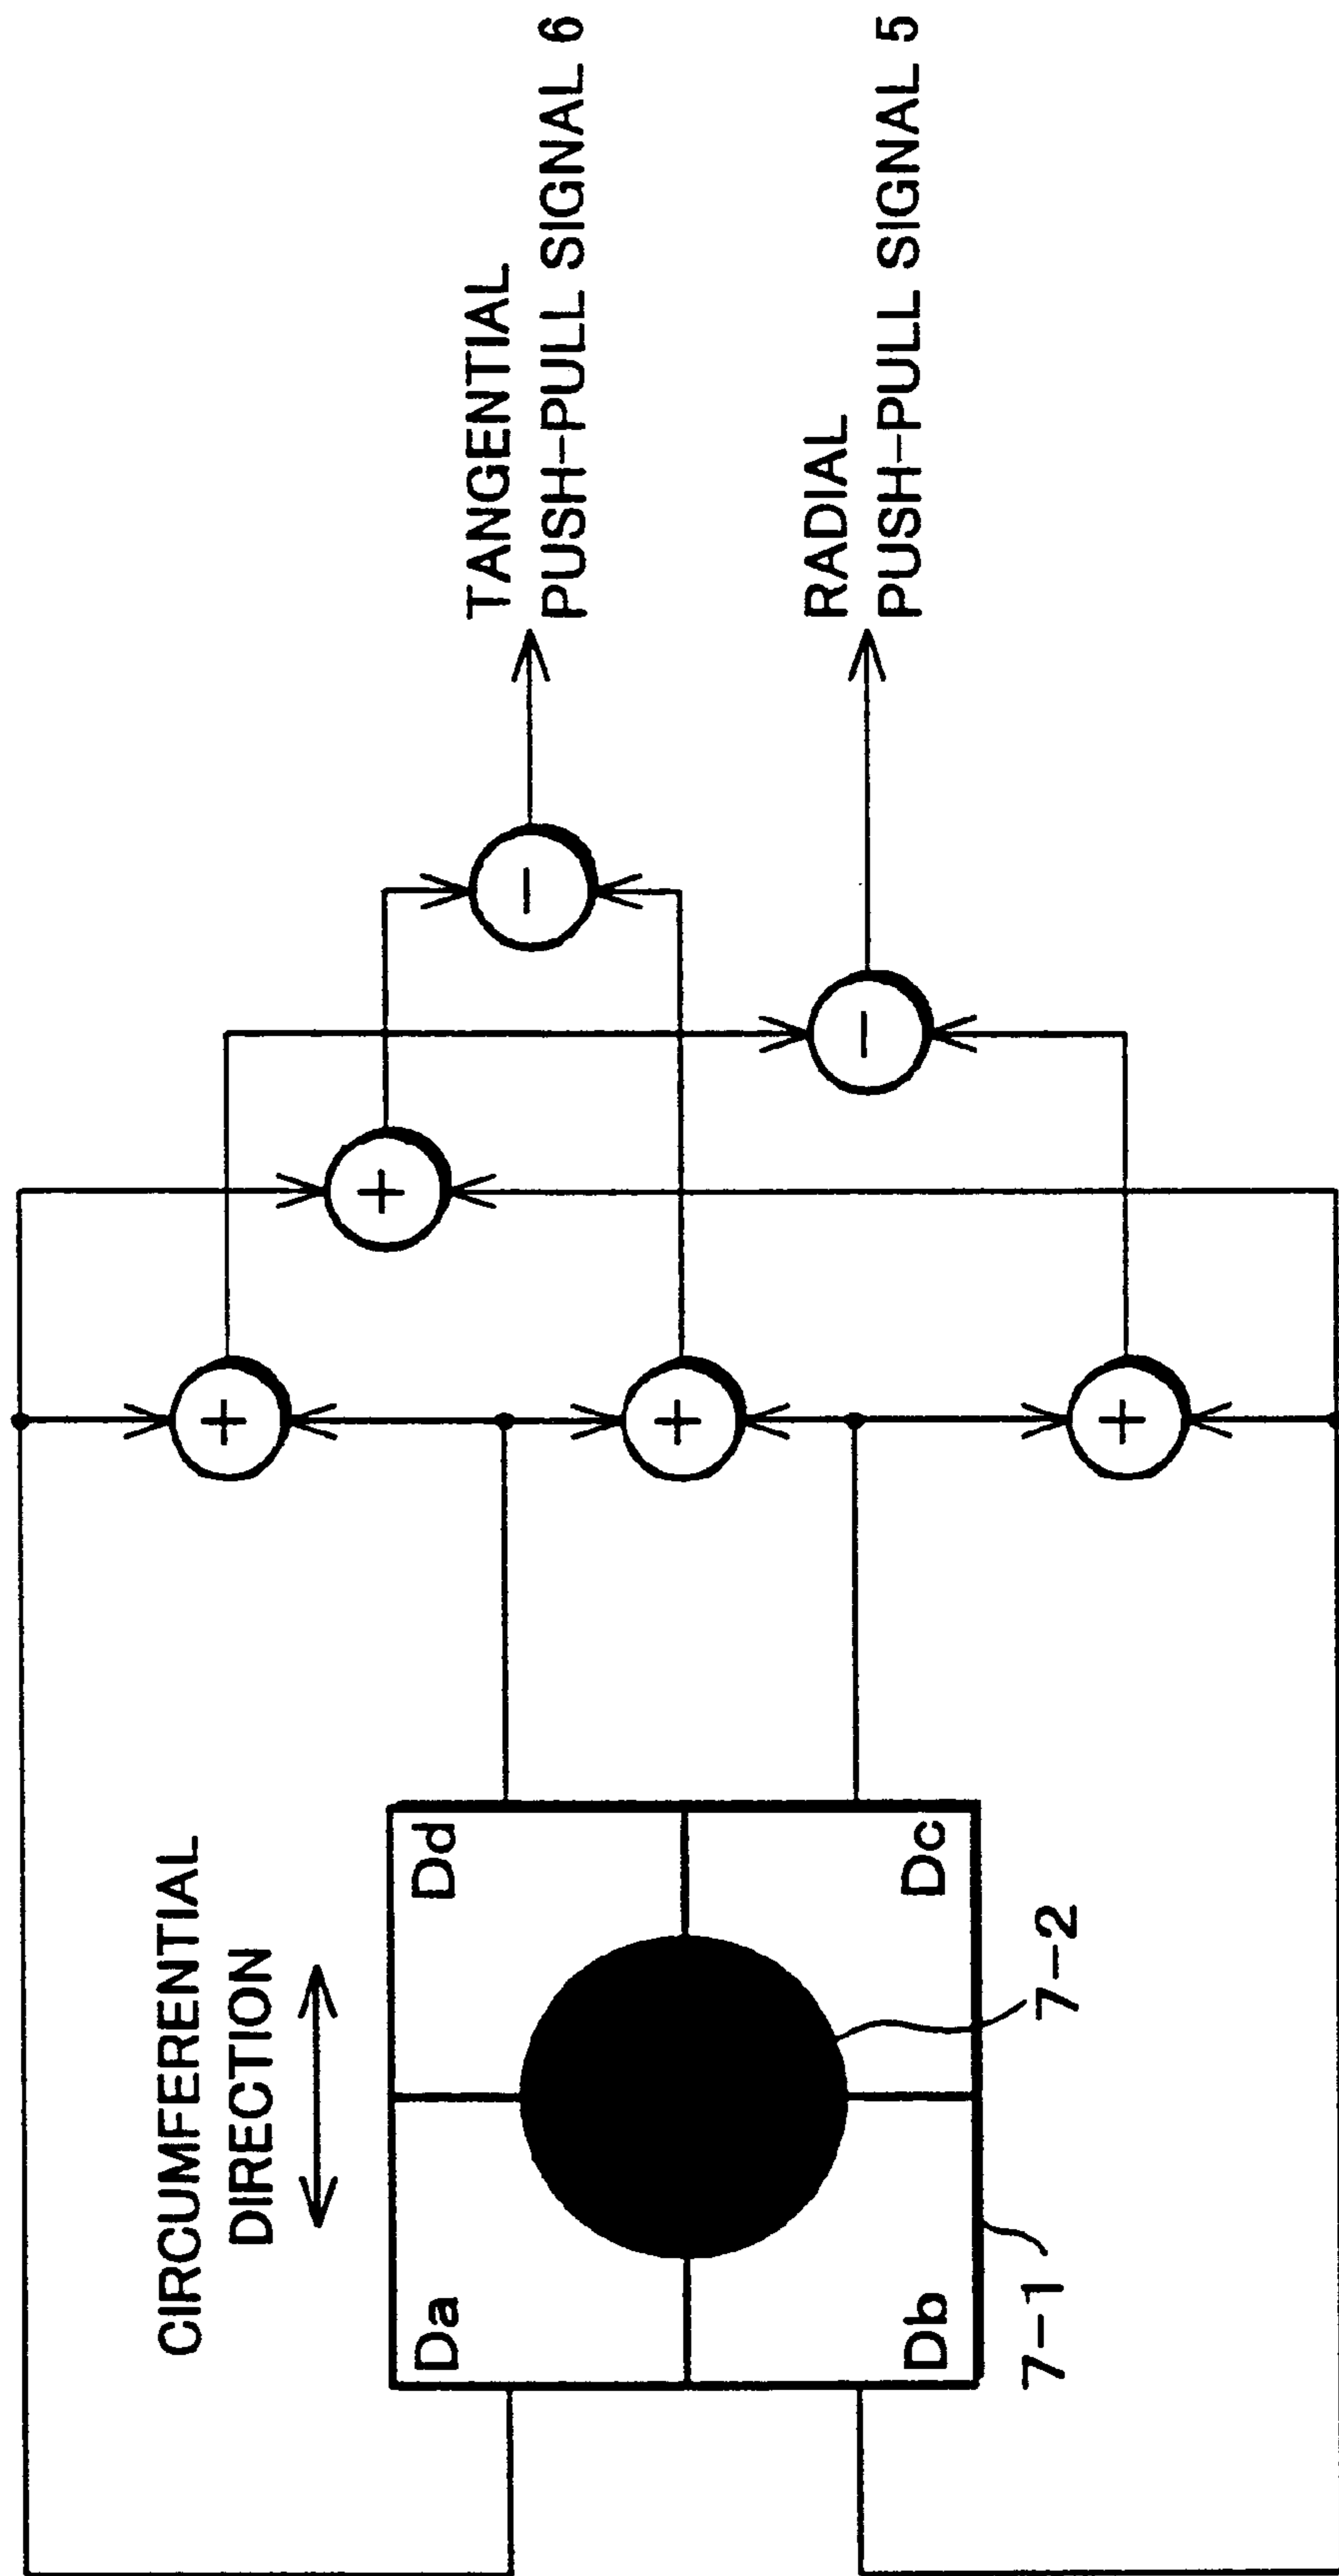 CIRCUMFERENTIAL
DIRECTION
Da
Dd
Db
Dc
7-1
7-2
+
+
+
+
−
−
TANGENTIAL
PUSH-PULL SIGNAL 6
RADIAL
PUSH-PULL SIGNAL 5